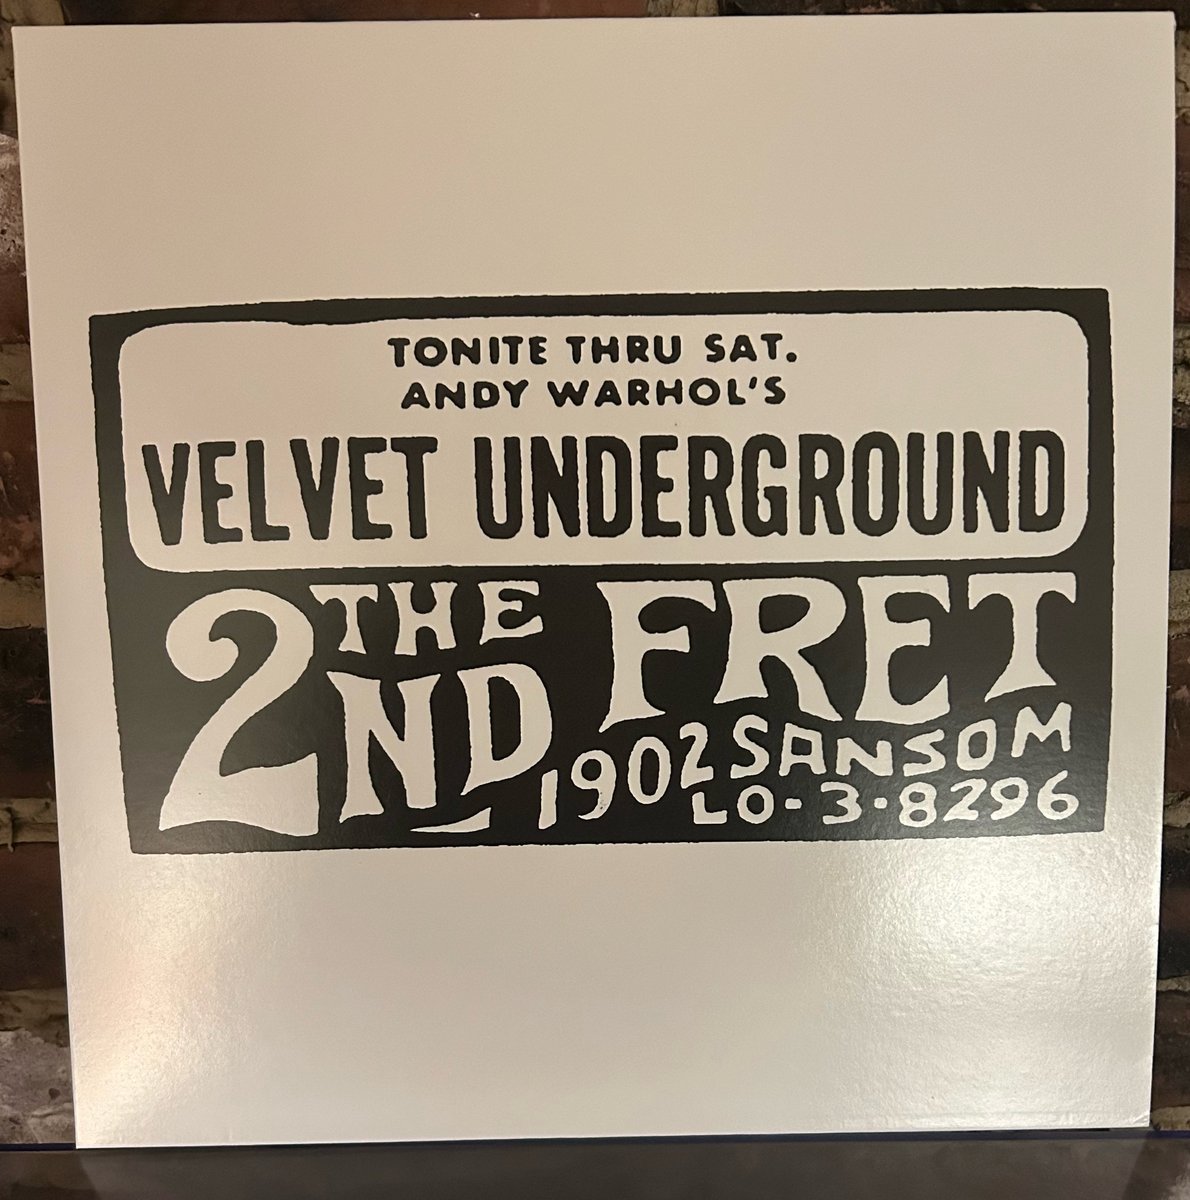 TONITE THRU SAT.
ANDY WARHOL'S
VELVET UNDERGROUND
THE
2ND FRET
1902 SANSOM
LO-3-8296